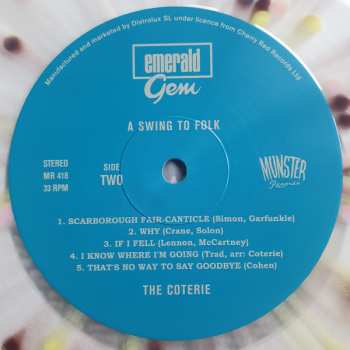 Manufactured and marketed by Distrolux SL under licence from Cherry Red Records Ltd
emerald
Gem
A SWING TO FOLK
STEREO
MR 418
33 RPM
SIDE
TWO
MUNSTER
Records
1. SCARBOROUGH FAIR/CANTICLE (Simon, Garfunkle)
2. WHY (Crane, Solon)
3. IF I FELL (Lennon, McCartney)
4. I KNOW WHERE I'M GOING (Trad, arr: Coterie)
5. THAT'S NO WAY TO SAY GOODBYE (Cohen)
THE COTERIE